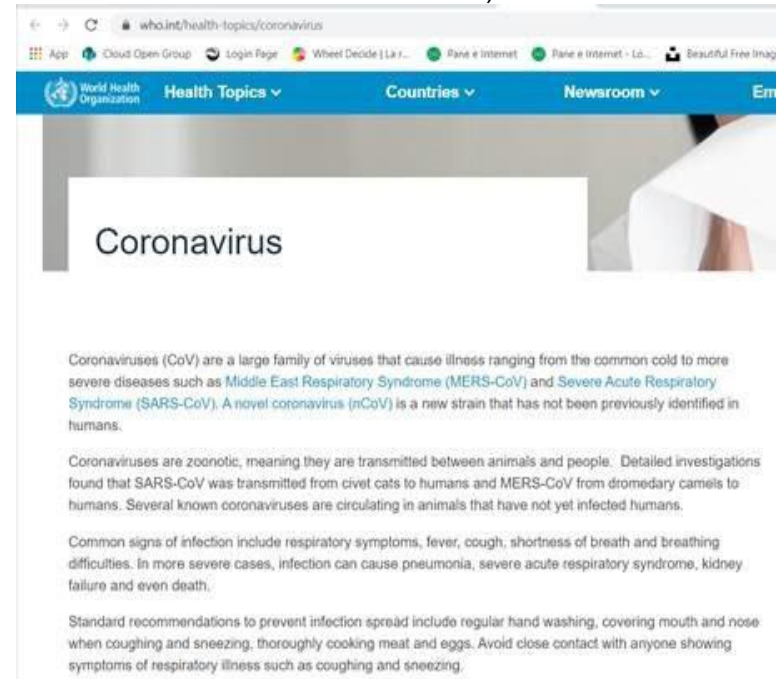 who.int/health-topics/coronavirus
App Cloud Open Group Login Page Wheel Decide | La r... Pane e Internet Pane e Internet - Lo... Beautiful Free Imag
World Health Organization Health Topics Countries Newsroom Em
Coronavirus
Coronaviruses (CoV) are a large family of viruses that cause illness ranging from the common cold to more
severe diseases such as Middle East Respiratory Syndrome (MERS-CoV) and Severe Acute Respiratory
Syndrome (SARS-CoV). A novel coronavirus (nCoV) is a new strain that has not been previously identified in
humans.
Coronaviruses are zoonotic, meaning they are transmitted between animals and people. Detailed investigations
found that SARS-CoV was transmitted from civet cats to humans and MERS-CoV from dromedary camels to
humans. Several known coronaviruses are circulating in animals that have not yet infected humans.
Common signs of infection include respiratory symptoms, fever, cough, shortness of breath and breathing
difficulties. In more severe cases, infection can cause pneumonia, severe acute respiratory syndrome, kidney
failure and even death.
Standard recommendations to prevent infection spread include regular hand washing, covering mouth and nose
when coughing and sneezing, thoroughly cooking meat and eggs. Avoid close contact with anyone showing
symptoms of respiratory illness such as coughing and sneezing.